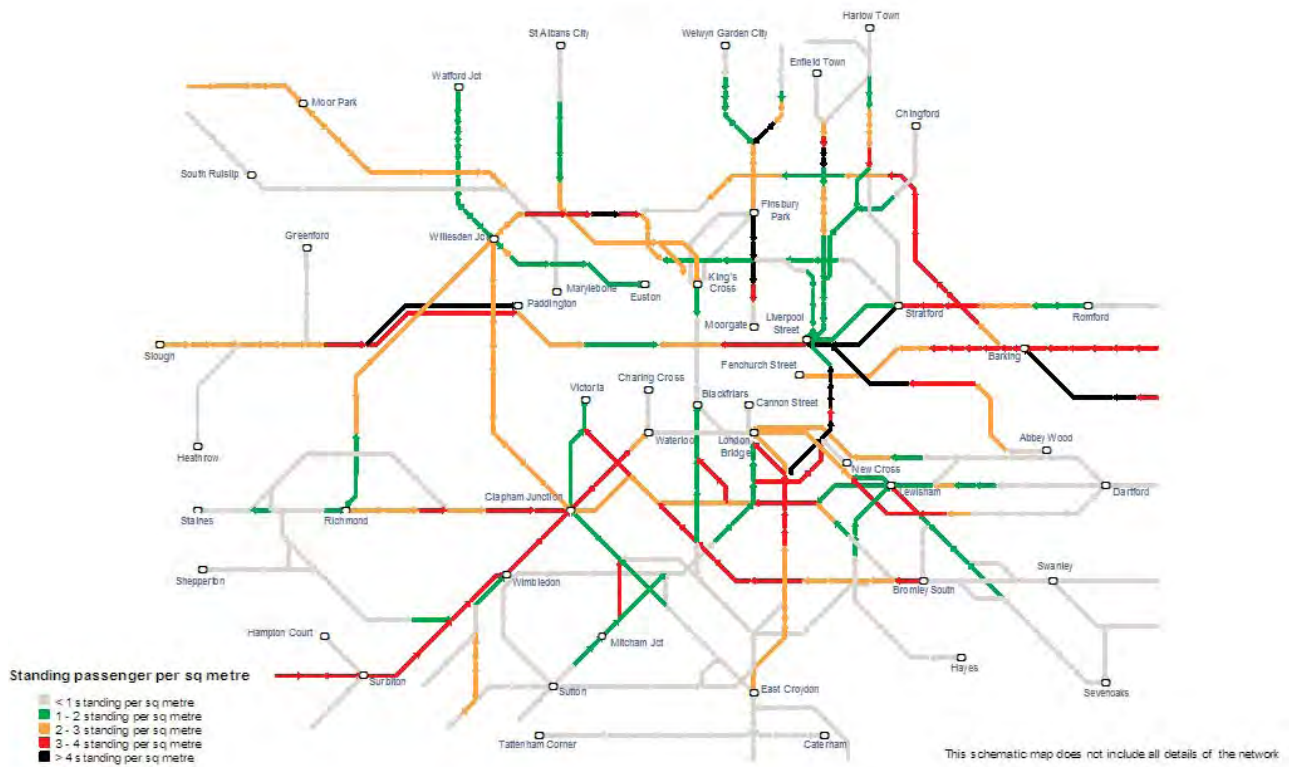 Harlow Town
St Albans City
Welwyn Garden City
Enfield Town
Watford Jct
Moor Park
Chingford
South Ruislip
Finsbury
Park
Greenford
Willesden Jct
King's
Cross
Marylebone
Euston
Paddington
Moorgate
Liverpool
Street
Stratford
Romford
Slough
Fenchurch Street
Barking
Charing Cross
Victoria
Blackfriars
Cannon Street
Heathrow
Waterloo
London
Bridge
Abbey Wood
New Cross
Clapham Junction
Lewisham
Dartford
Staines
Richmond
Shepperton
Wimbledon
Swanley
Bromley South
Hampton Court
Mitcham Jct
Hayes
Surbiton
Sutton
East Croydon
Sevenoaks
Tattenham Corner
Caterham
Standing passenger per sq metre
< 1 standing per sq metre
1 - 2 standing per sq metre
2 - 3 standing per sq metre
3 - 4 standing per sq metre
> 4 standing per sq metre
This schematic map does not include all details of the network